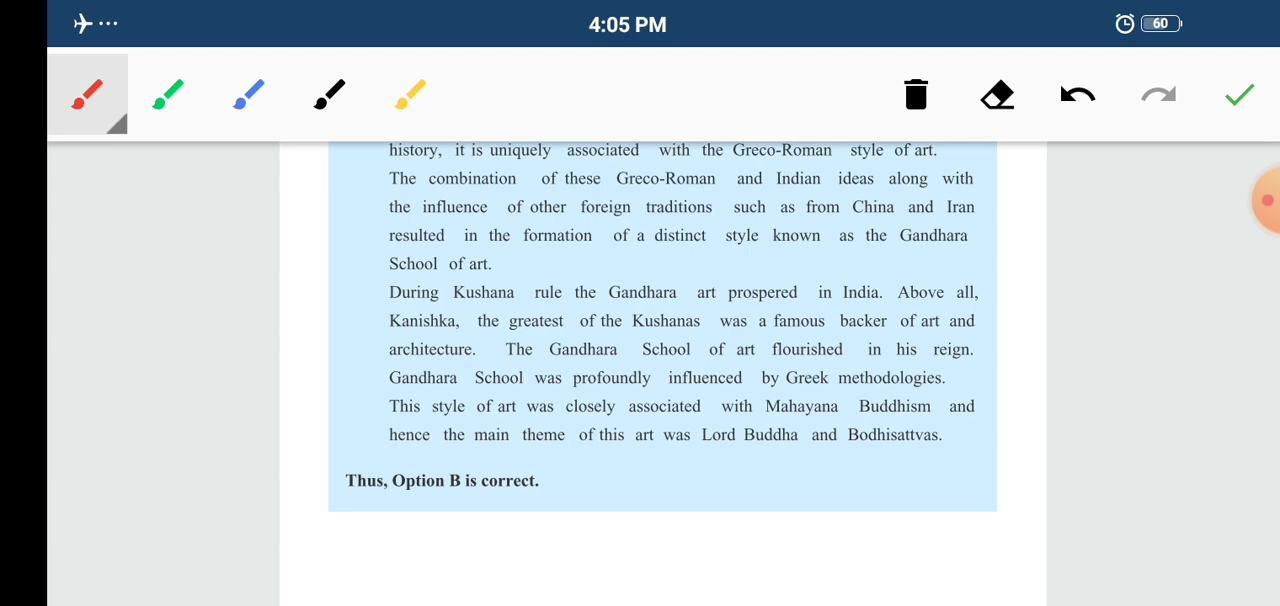 4:05 PM
60
history, it is uniquely associated with the Greco-Roman style of art.
The combination of these Greco-Roman and Indian ideas along with
the influence of other foreign traditions such as from China and Iran
resulted in the formation of a distinct style known as the Gandhara
School of art.
During Kushana rule the Gandhara art prospered in India. Above all,
Kanishka, the greatest of the Kushanas was a famous backer of art and
architecture. The Gandhara School of art flourished in his reign.
Gandhara School was profoundly influenced by Greek methodologies.
This style of art was closely associated with Mahayana Buddhism and
hence the main theme of this art was Lord Buddha and Bodhisattvas.
Thus, Option B is correct.